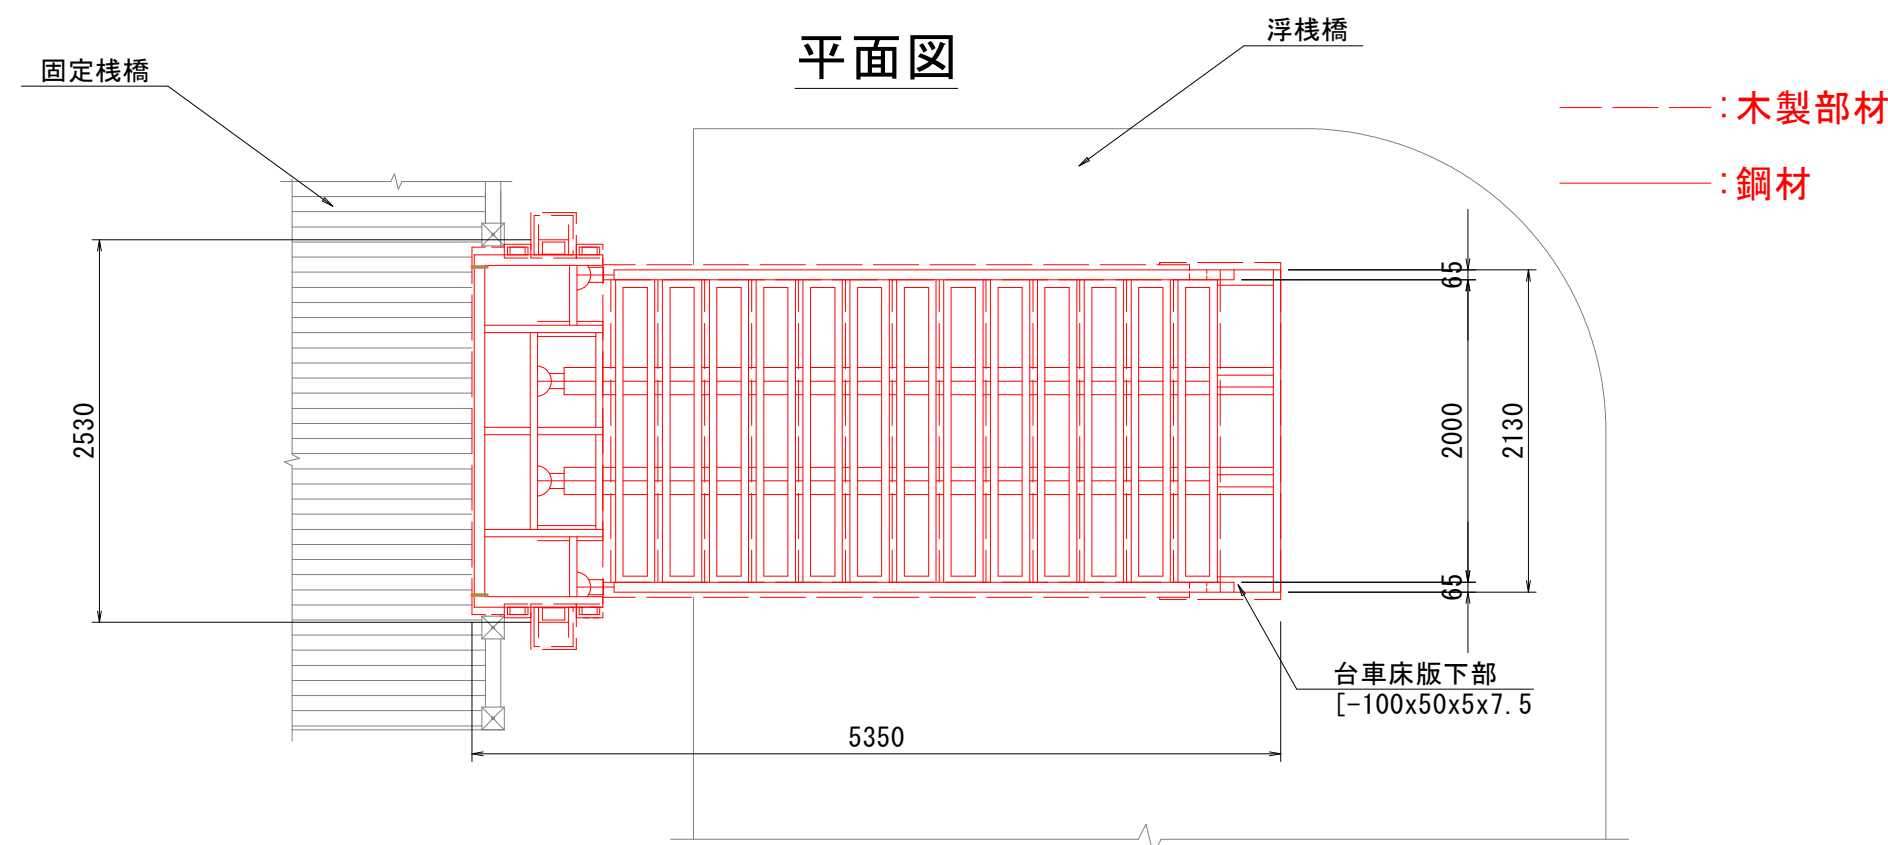 平面図
浮桟橋
固定桟橋
：木製部材
：鋼材
65
2530
2000
2130
65
台車床版下部
[-100x50x5x7.5
5350